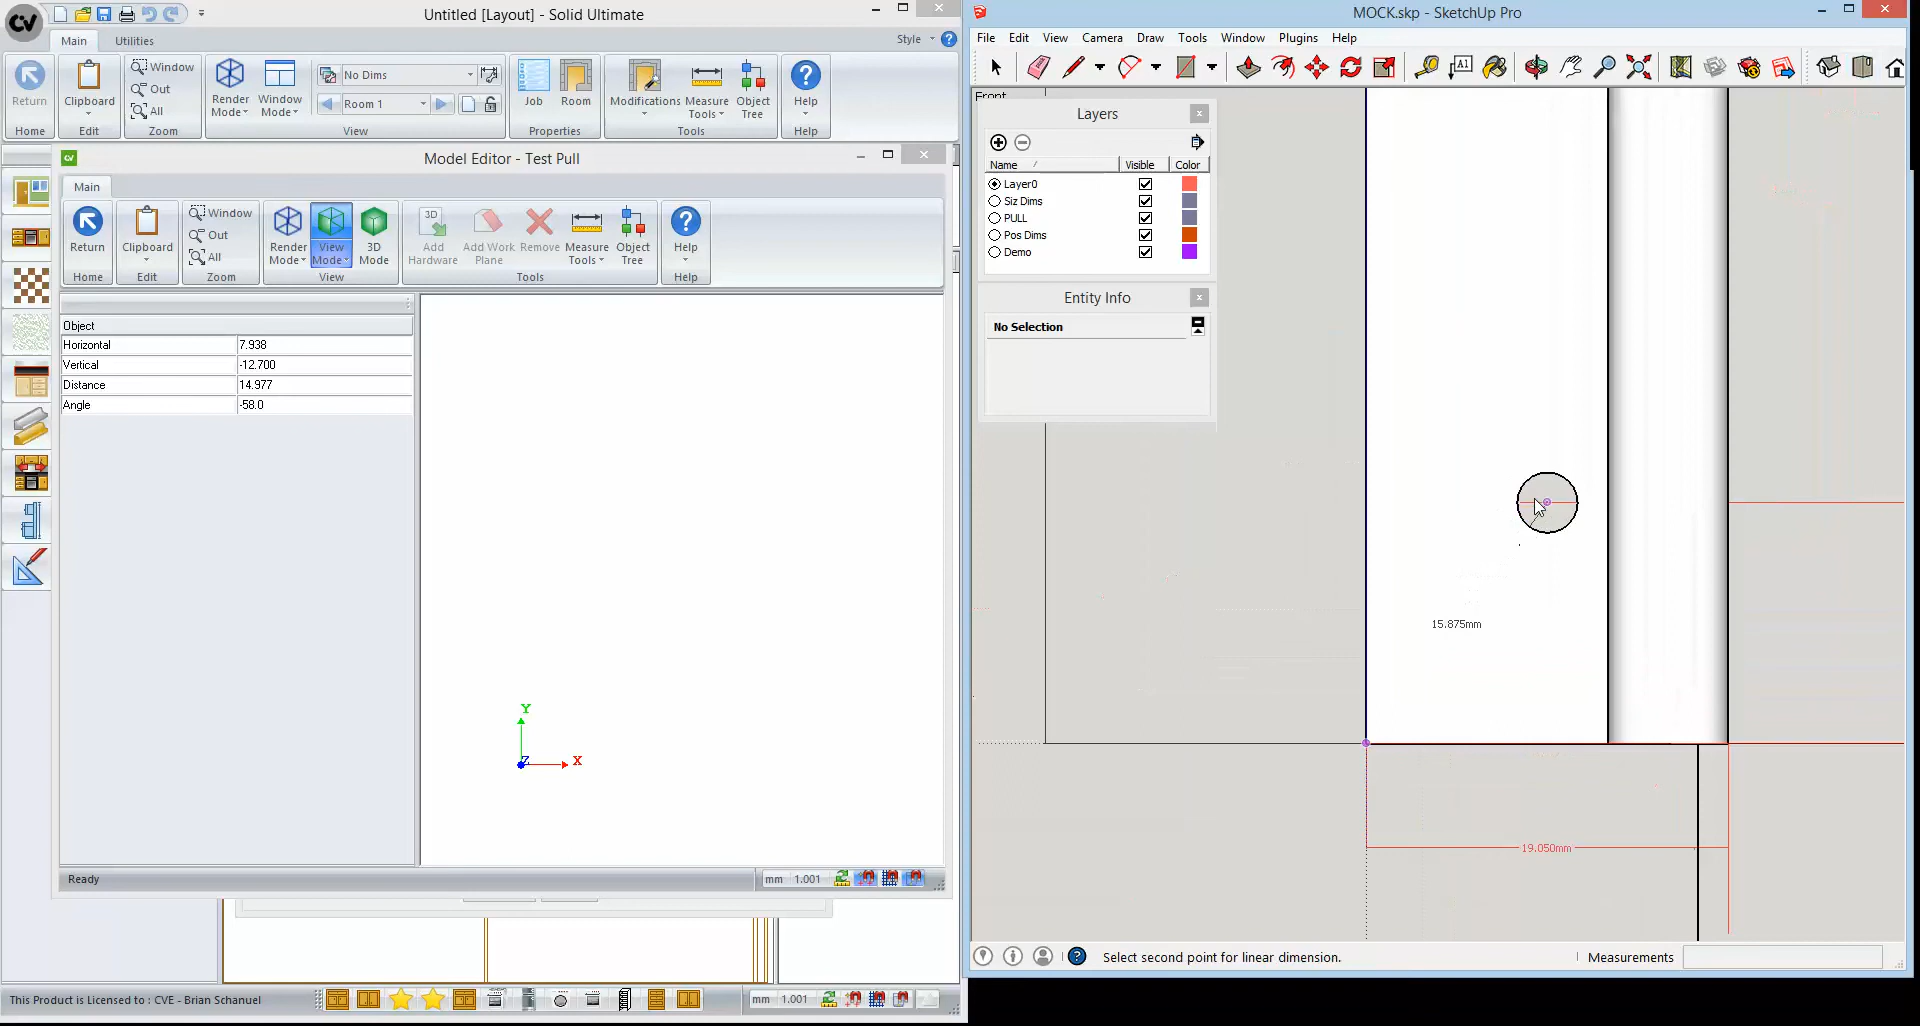 Untitled [Layout] - Solid Ultimate
CV
Main
Utilities
Style
Return
Home
Clipboard
Edit
Window
Out
All
Zoom
Render
Mode
Window
Mode
No Dims
Room 1
View
Job
Room
Properties
Modifications
Measure
Tools
Object
Tree
Tools
Help
Help
Model Editor - Test Pull
Main
Return
Home
Clipboard
Edit
Window
Out
All
Zoom
Render
Mode
View
Mode
3D
Mode
View
3D
Add
Hardware
Add Work
Plane
Remove
Measure
Tools
Object
Tree
Tools
Help
Help
Object
Horizontal 7.938
Vertical -12.700
Distance 14.977
Angle -58.0
Y
Z
X
Ready
mm 1.001
This Product is Licensed to : CVE - Brian Schanuel
mm 1.001
MOCK.skp - SketchUp Pro
File Edit View Camera Draw Tools Window Plugins Help
A1
Front
Layers
Name / Visible Color
Layer0
Siz Dims
PULL
Pos Dims
Demo
Entity Info
No Selection
15.875mm
19.050mm
Select second point for linear dimension.
Measurements